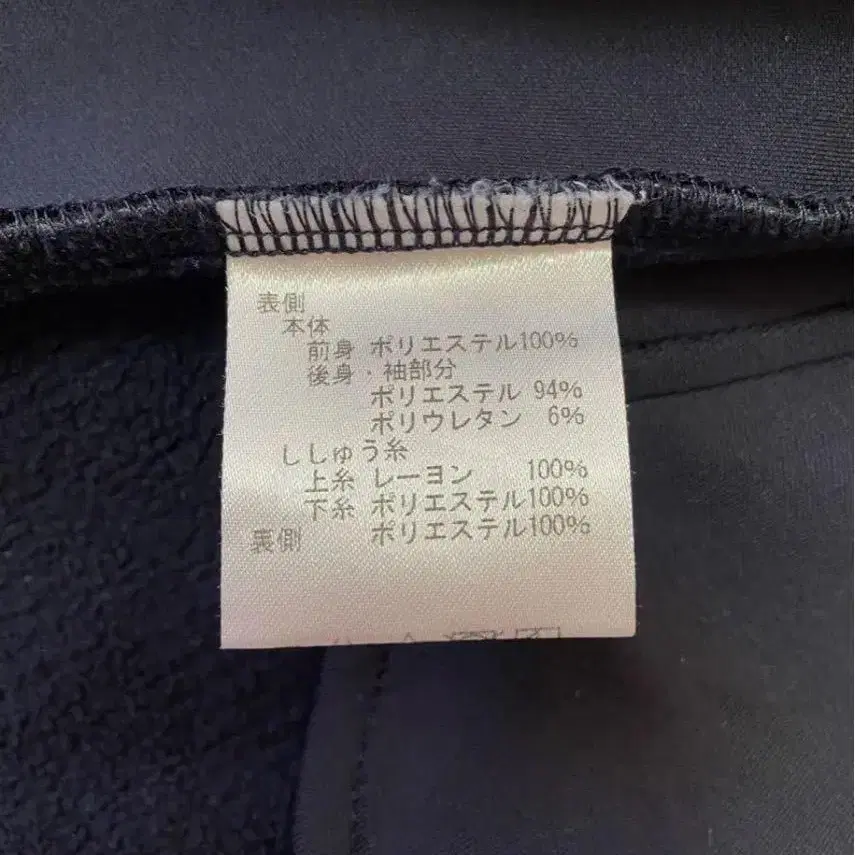 表側
本体
前身 ポリエステル100%
後身・袖部分
ポリエステル 94%
ポリウレタン 6%
ししゅう糸
上糸 レーヨン 100%
下糸 ポリエステル100%
裏側 ポリエステル100%